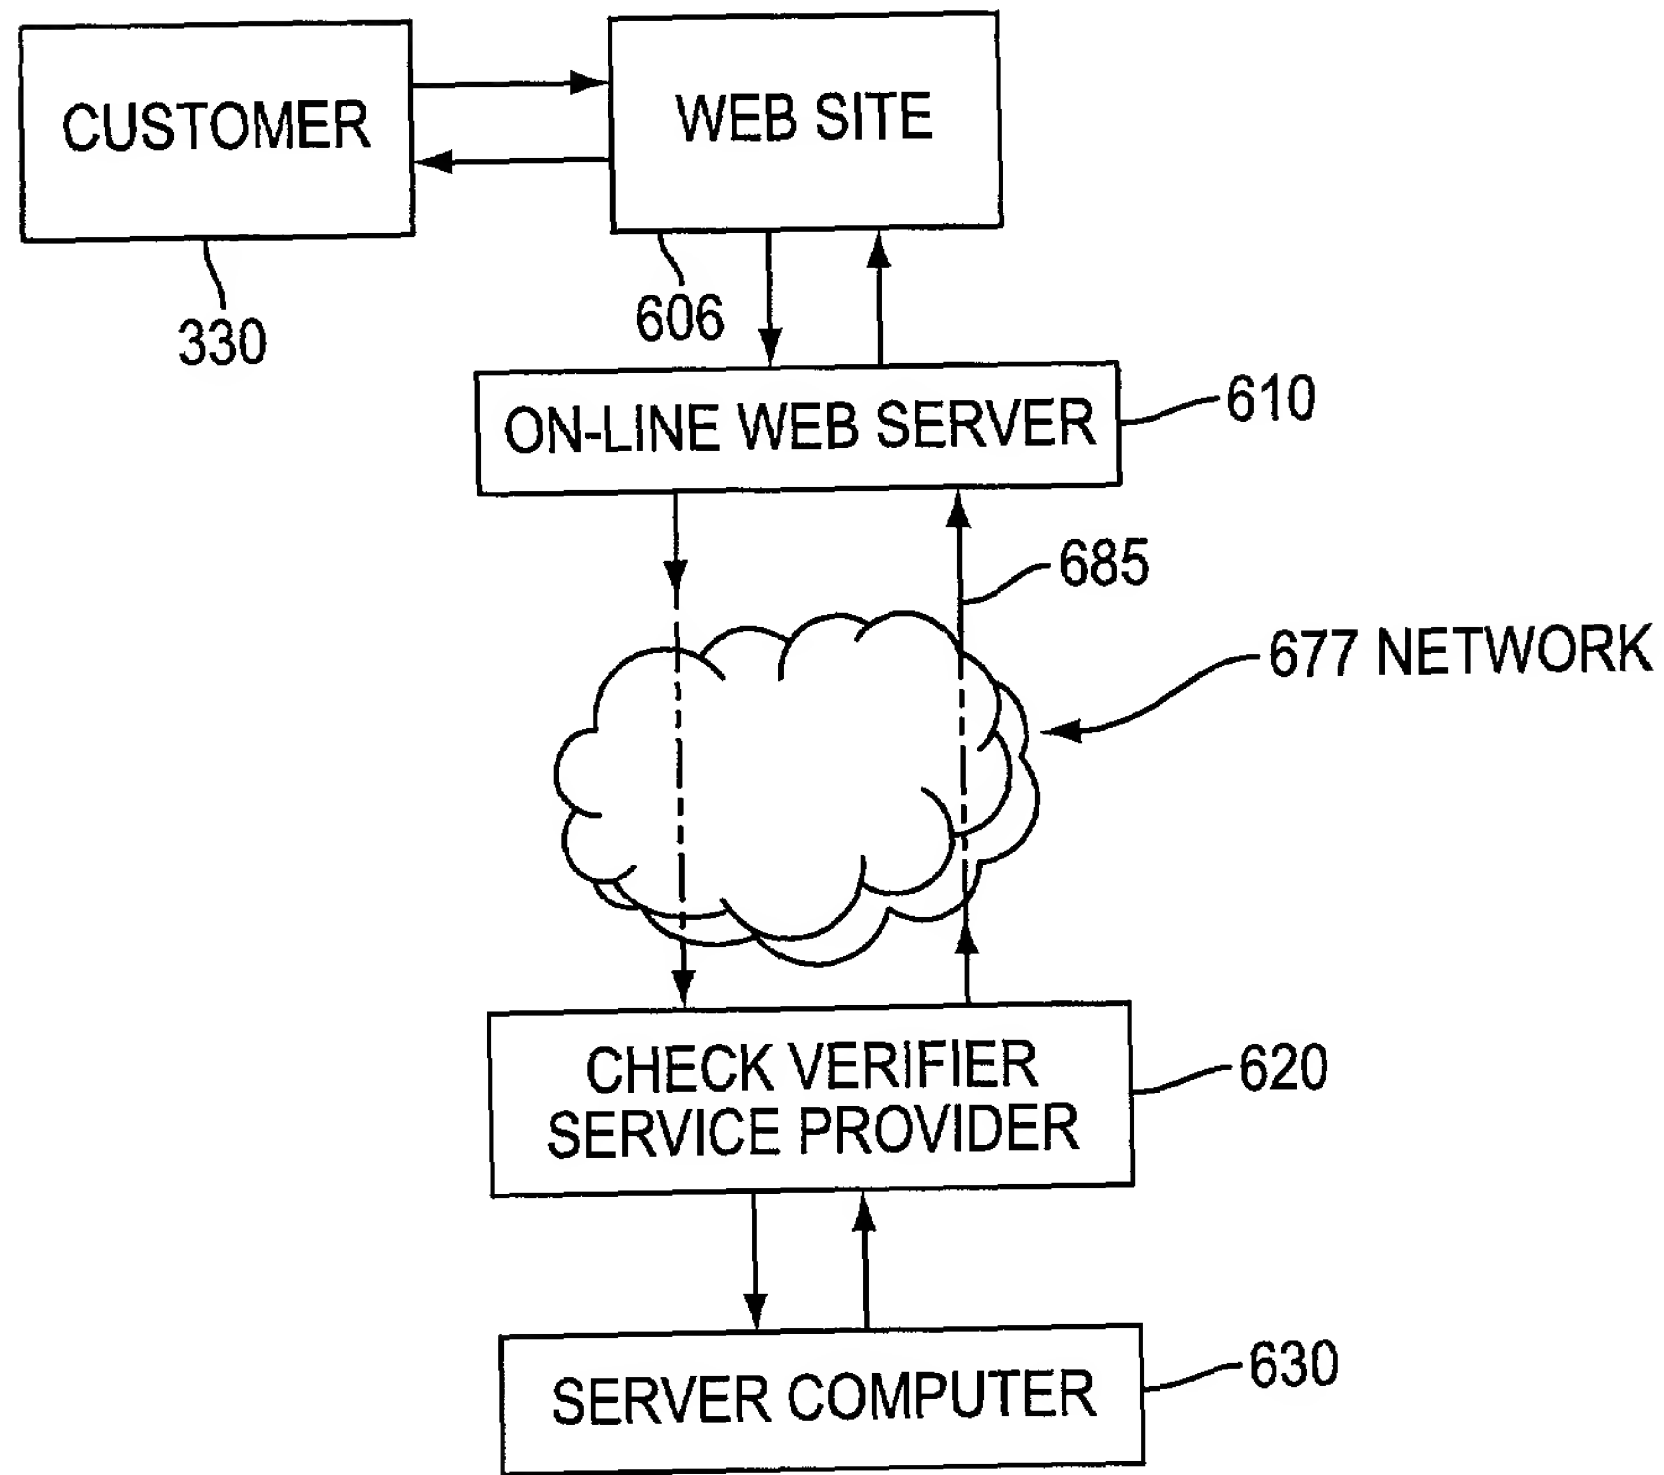 CUSTOMER
WEB SITE
330
606
ON-LINE WEB SERVER
610
685
677 NETWORK
CHECK VERIFIER
SERVICE PROVIDER
620
SERVER COMPUTER
630